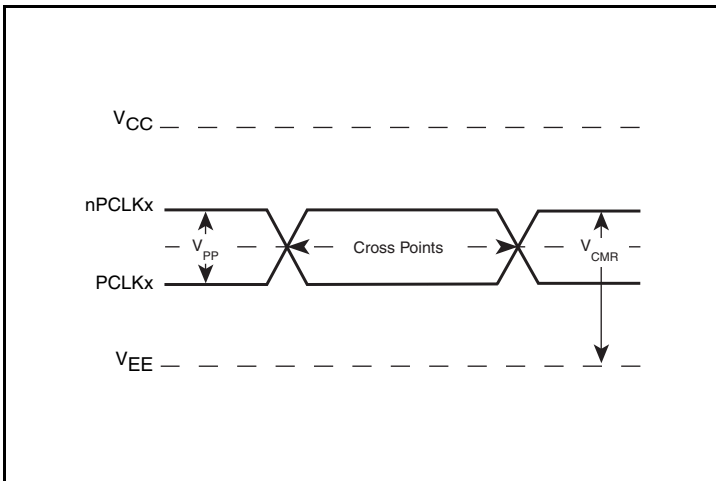 VCC
nPCLKx
VPP
Cross Points
VCMR
PCLKx
VEE